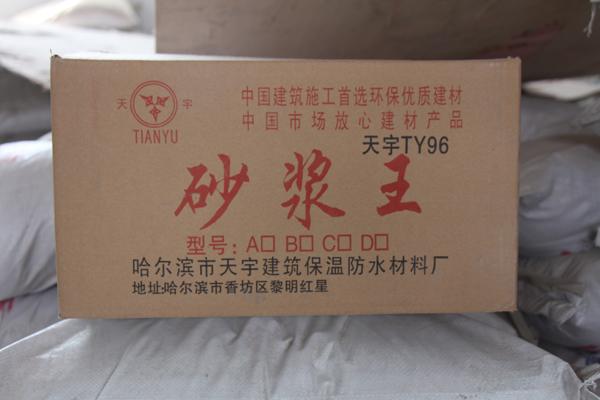 天宇
TIANYU
中国建筑施工首选环保优质建材
中国市场放心建材产品
天宇TY96
砂浆王
型号：A□ B□ C□ D□
哈尔滨市天宇建筑保温防水材料厂
地址:哈尔滨市香坊区黎明红星